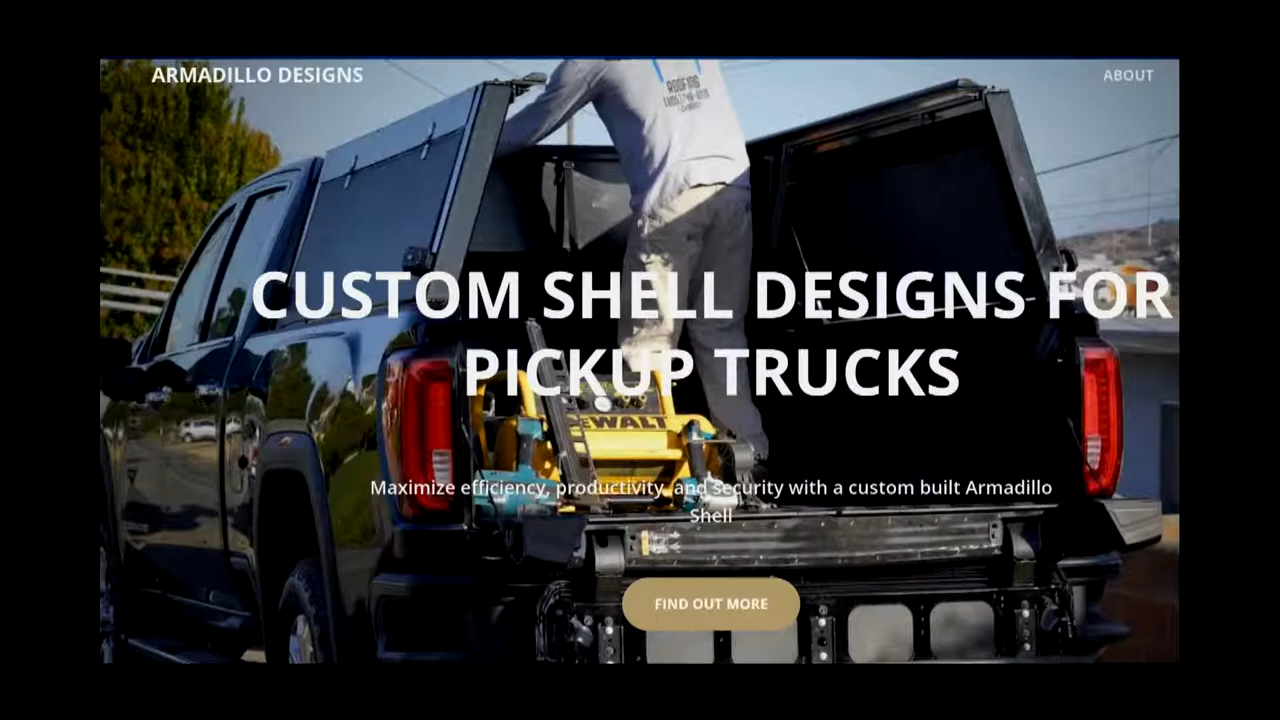 ARMADILLO DESIGNS
ABOUT
ROOFING
CUSTOM SHELL DESIGNS FOR
PICKUP TRUCKS
DEWALT
Maximize efficiency, productivity, and security with a custom built Armadillo
Shell
FIND OUT MORE